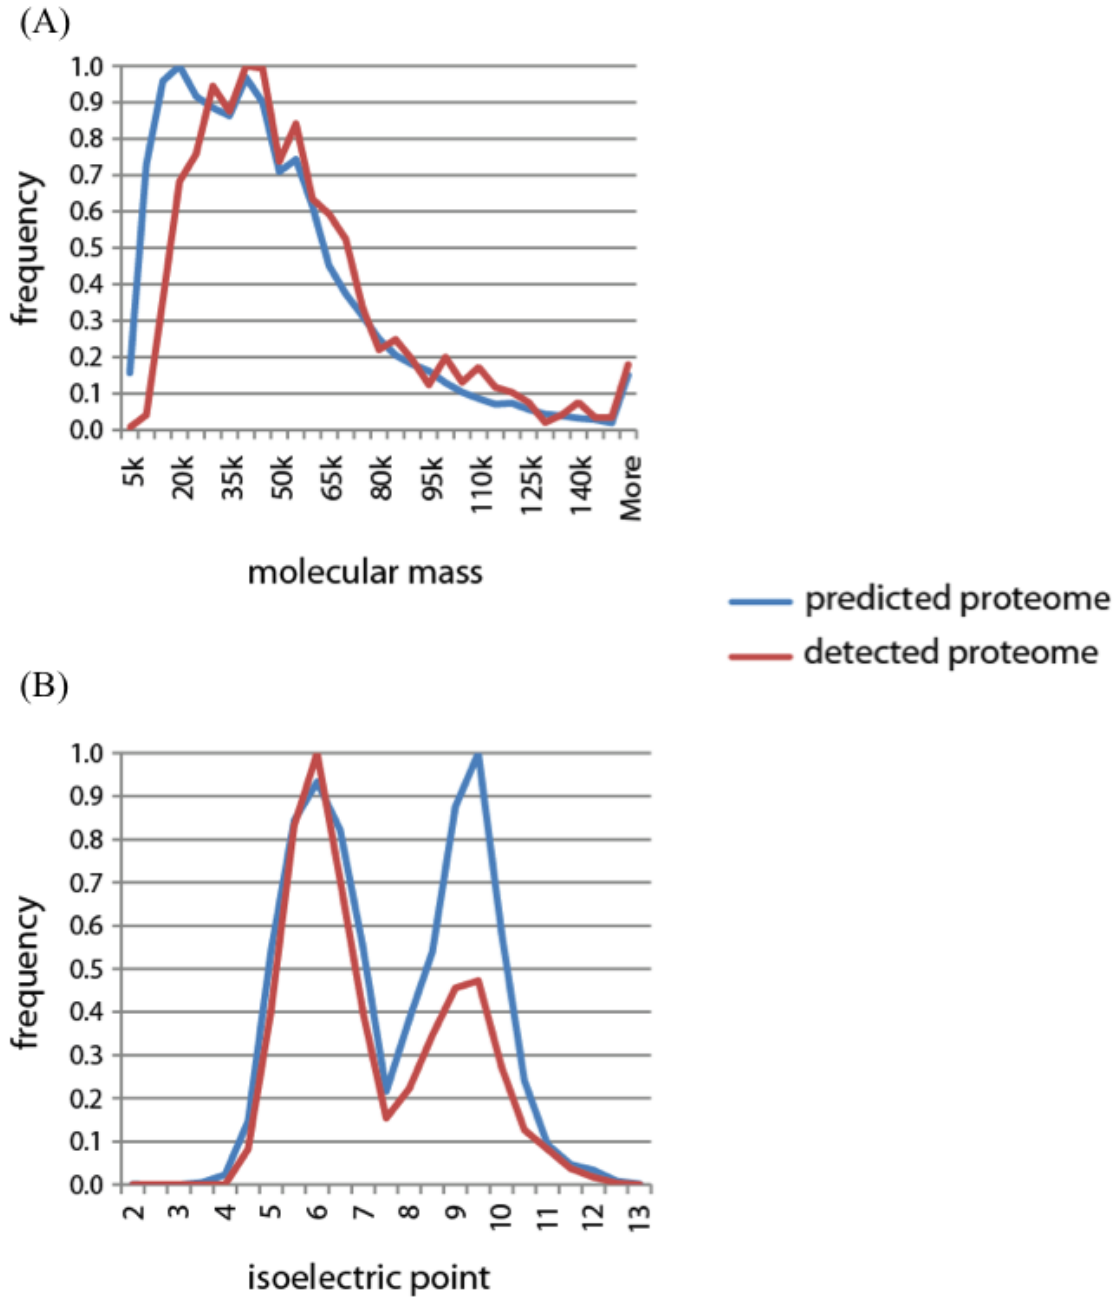 (A)
1.0
0.9
0.8
0.7
0.6
0.5
0.4
0.3
0.2
0.1
0.0
frequency
5k 20k 35k 50k 65k 80k 95k 110k 125k 140k More
molecular mass
predicted proteome
detected proteome
(B)
1.0
0.9
0.8
0.7
0.6
0.5
0.4
0.3
0.2
0.1
0.0
frequency
2 3 4 5 6 7 8 9 10 11 12 13
isoelectric point